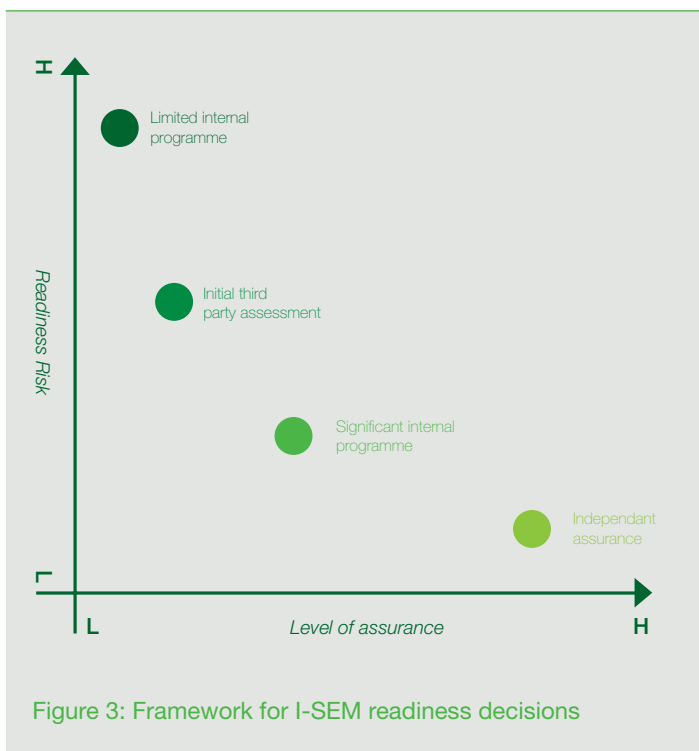 H
Limited internal
programme
Initial third
party assessment
Readiness Risk
Significant internal
programme
Independant
assurance
L
L
Level of assurance
H
Figure 3: Framework for I-SEM readiness decisions